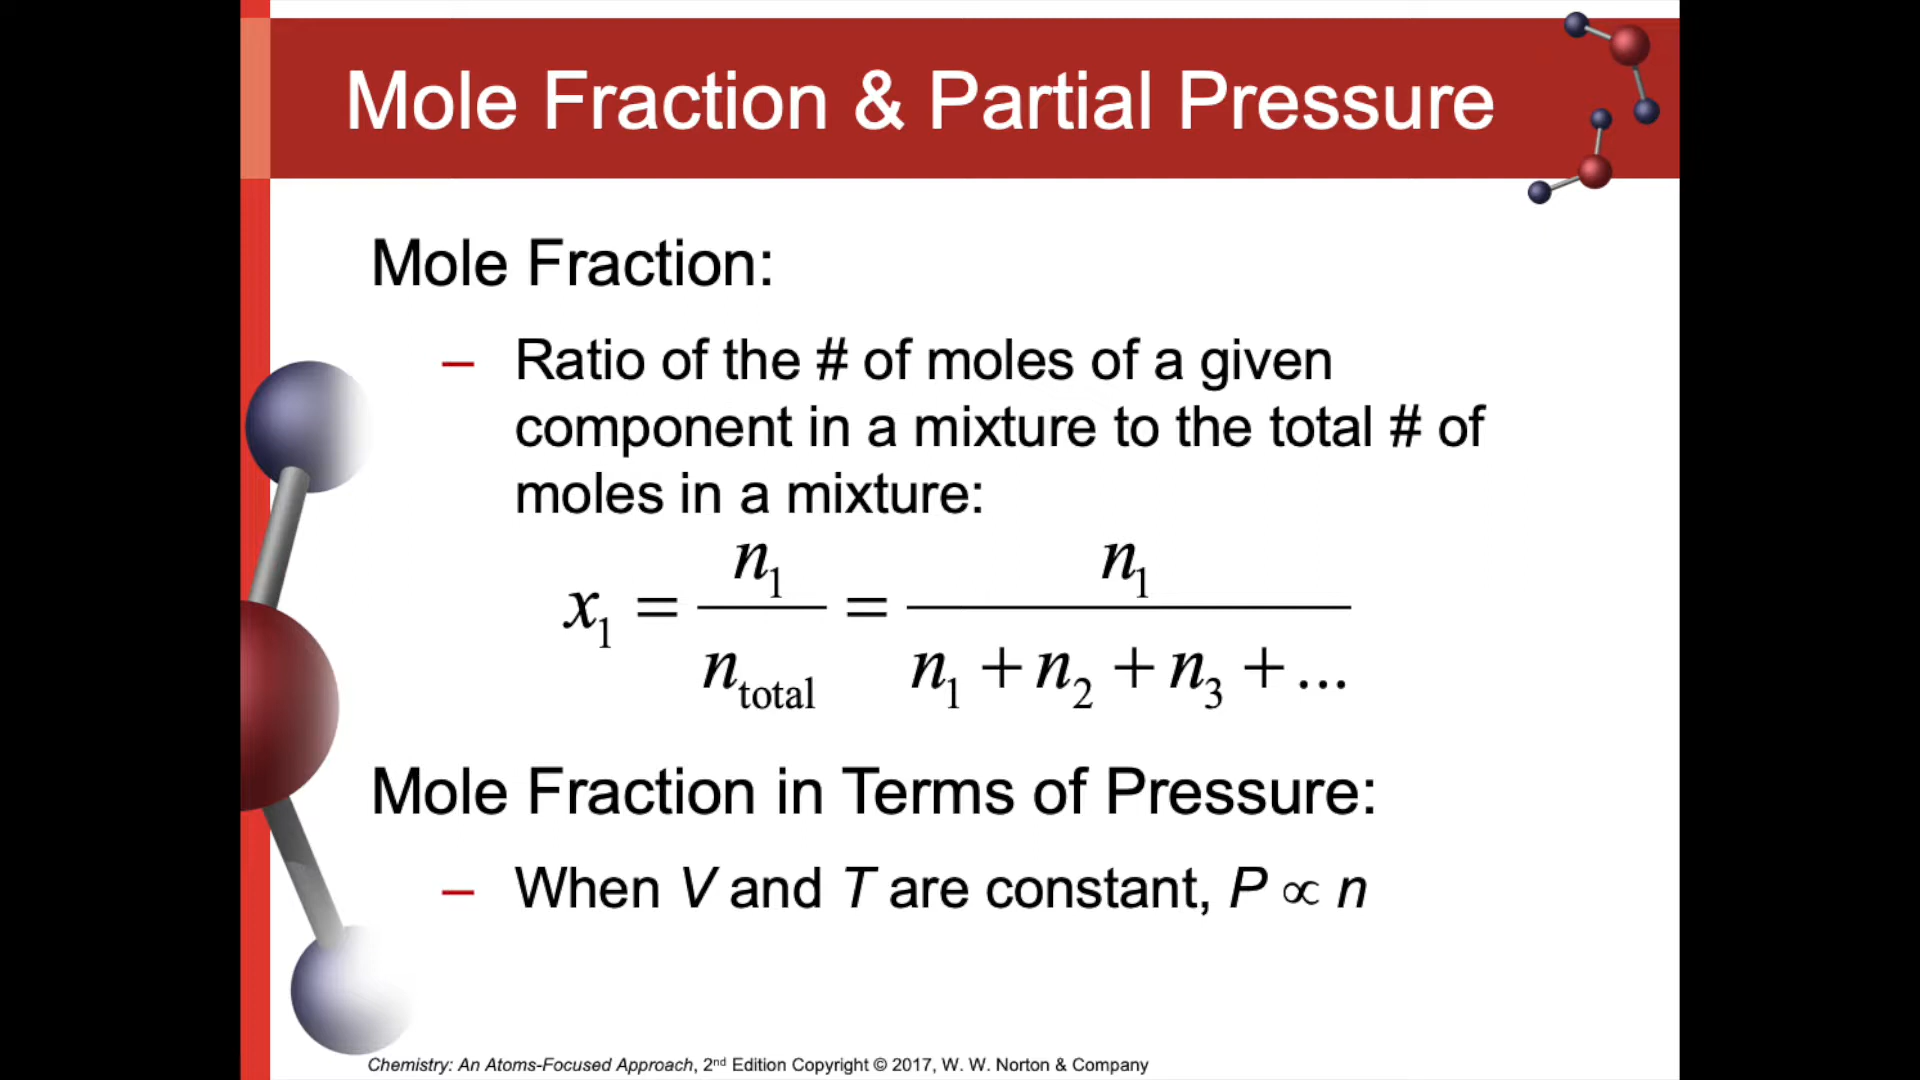 Mole Fraction & Partial Pressure
Mole Fraction:
– Ratio of the # of moles of a given
component in a mixture to the total # of
moles in a mixture:
x₁ = n₁ / n_total = n₁ / (n₁ + n₂ + n₃ + ...)
Mole Fraction in Terms of Pressure:
– When V and T are constant, P ∝ n
Chemistry: An Atoms-Focused Approach, 2nd Edition Copyright © 2017, W. W. Norton & Company